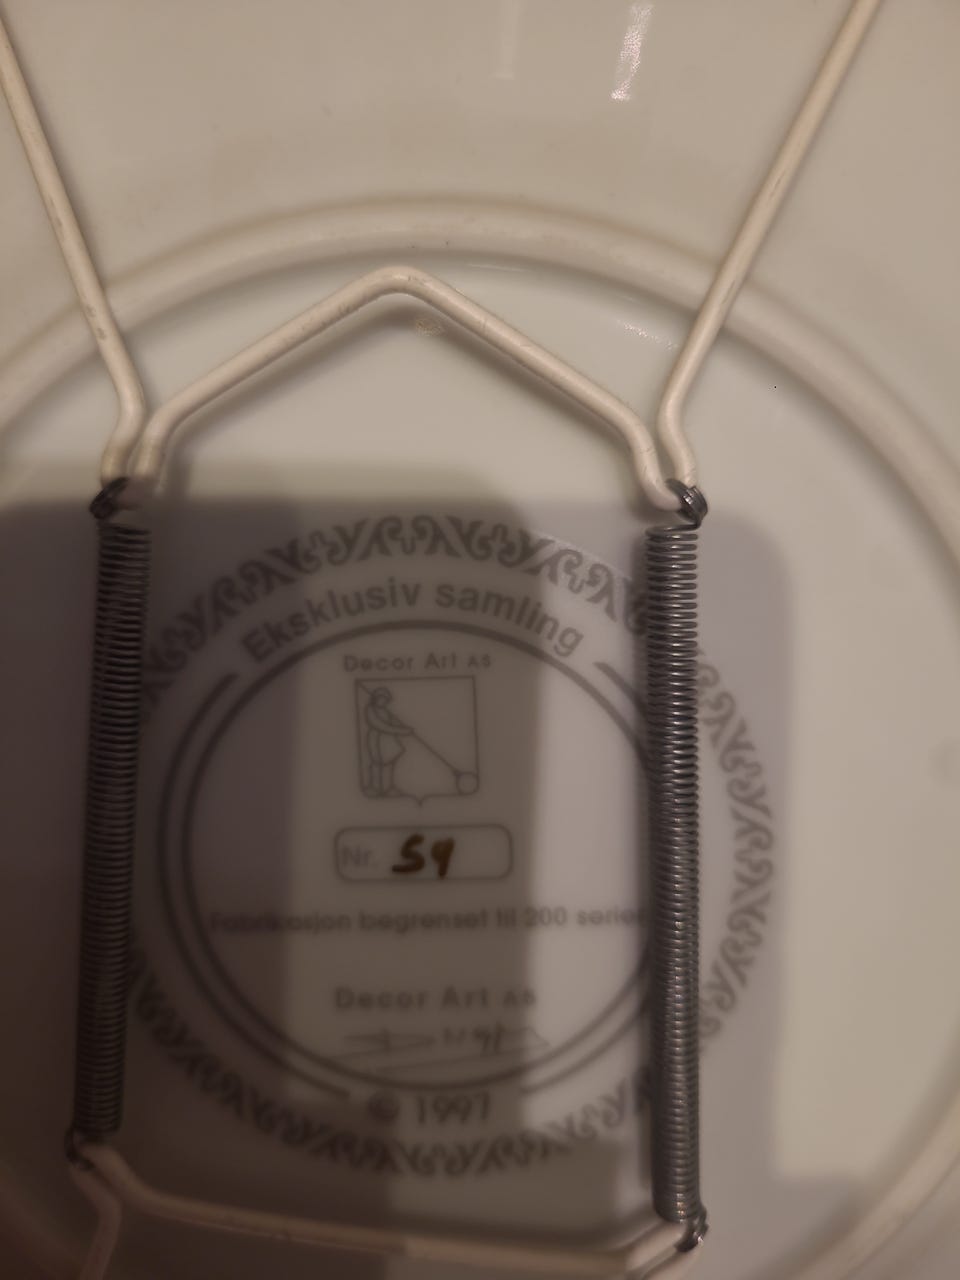 Eksklusiv samling
Decor Art AS
Nr. 59
Fabrikasjon begrenset til 200 serier
Decor Art AS
© 1997